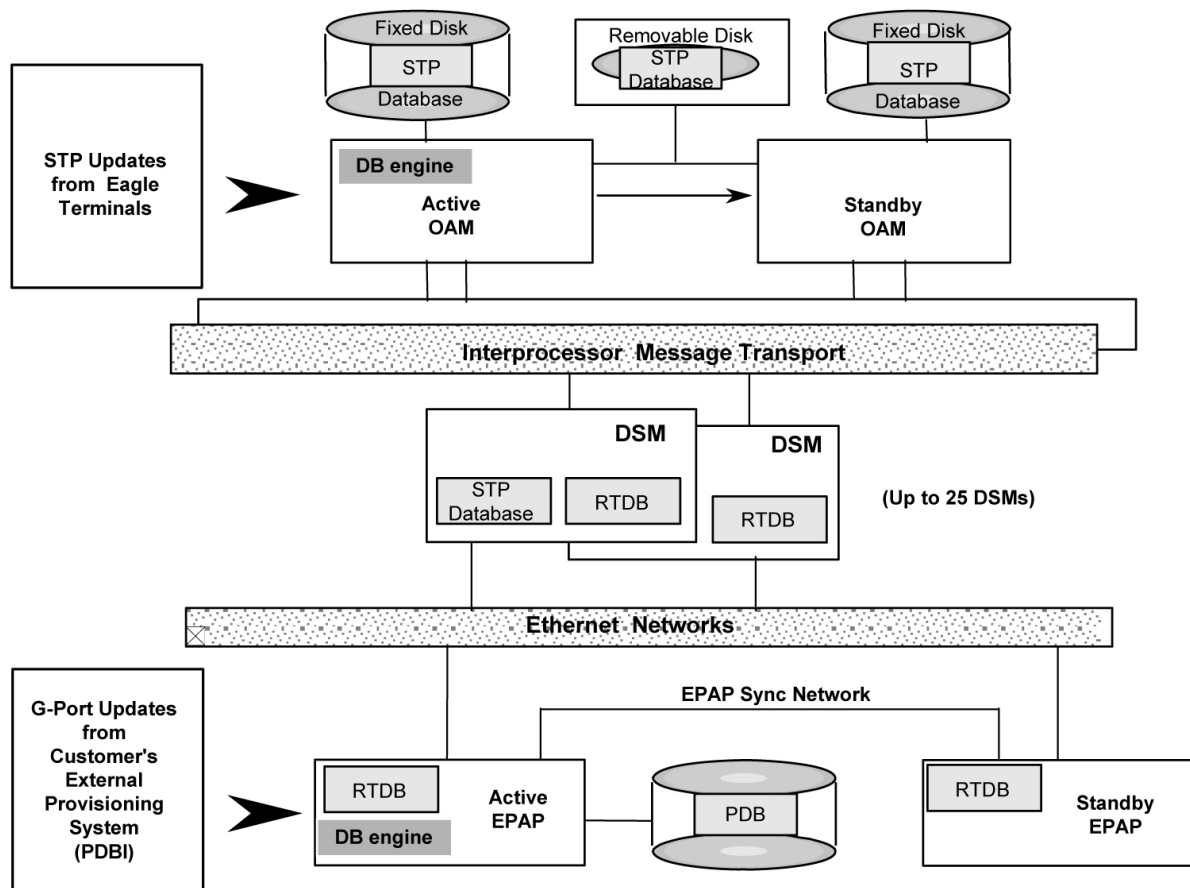 Fixed Disk
STP
Database
Removable Disk
STP
Database
Fixed Disk
STP
Database
STP Updates
from Eagle
Terminals
DB engine
Active
OAM
Standby
OAM
Interprocessor Message Transport
DSM
STP
Database
RTDB
DSM
RTDB
(Up to 25 DSMs)
Ethernet Networks
G-Port Updates
from
Customer's
External
Provisioning
System
(PDBI)
EPAP Sync Network
RTDB
DB engine
Active
EPAP
PDB
RTDB
Standby
EPAP